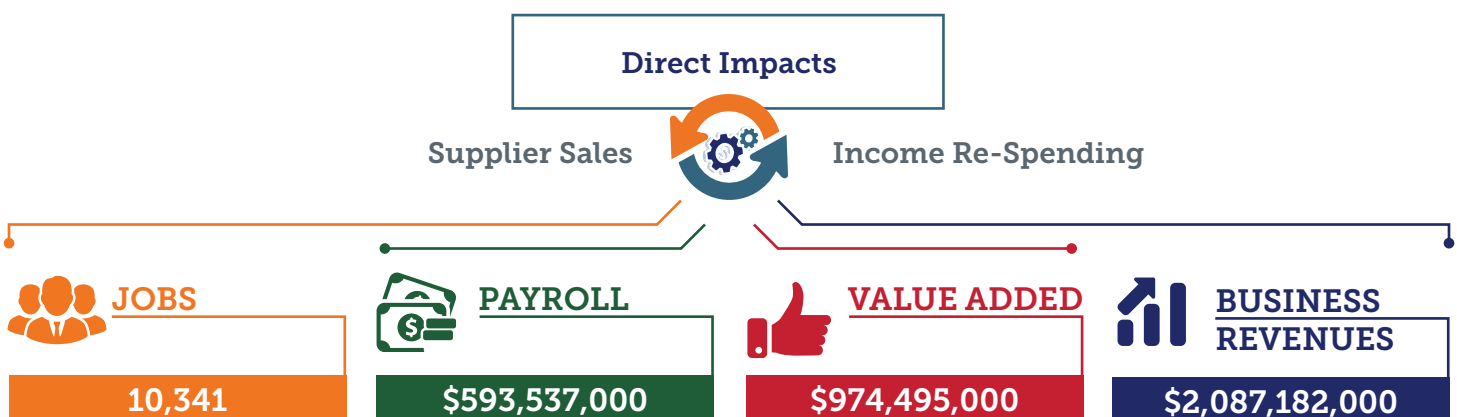 Direct Impacts
Supplier Sales
Income Re-Spending
JOBS
10,341
PAYROLL
$593,537,000
VALUE ADDED
$974,495,000
BUSINESS
REVENUES
$2,087,182,000